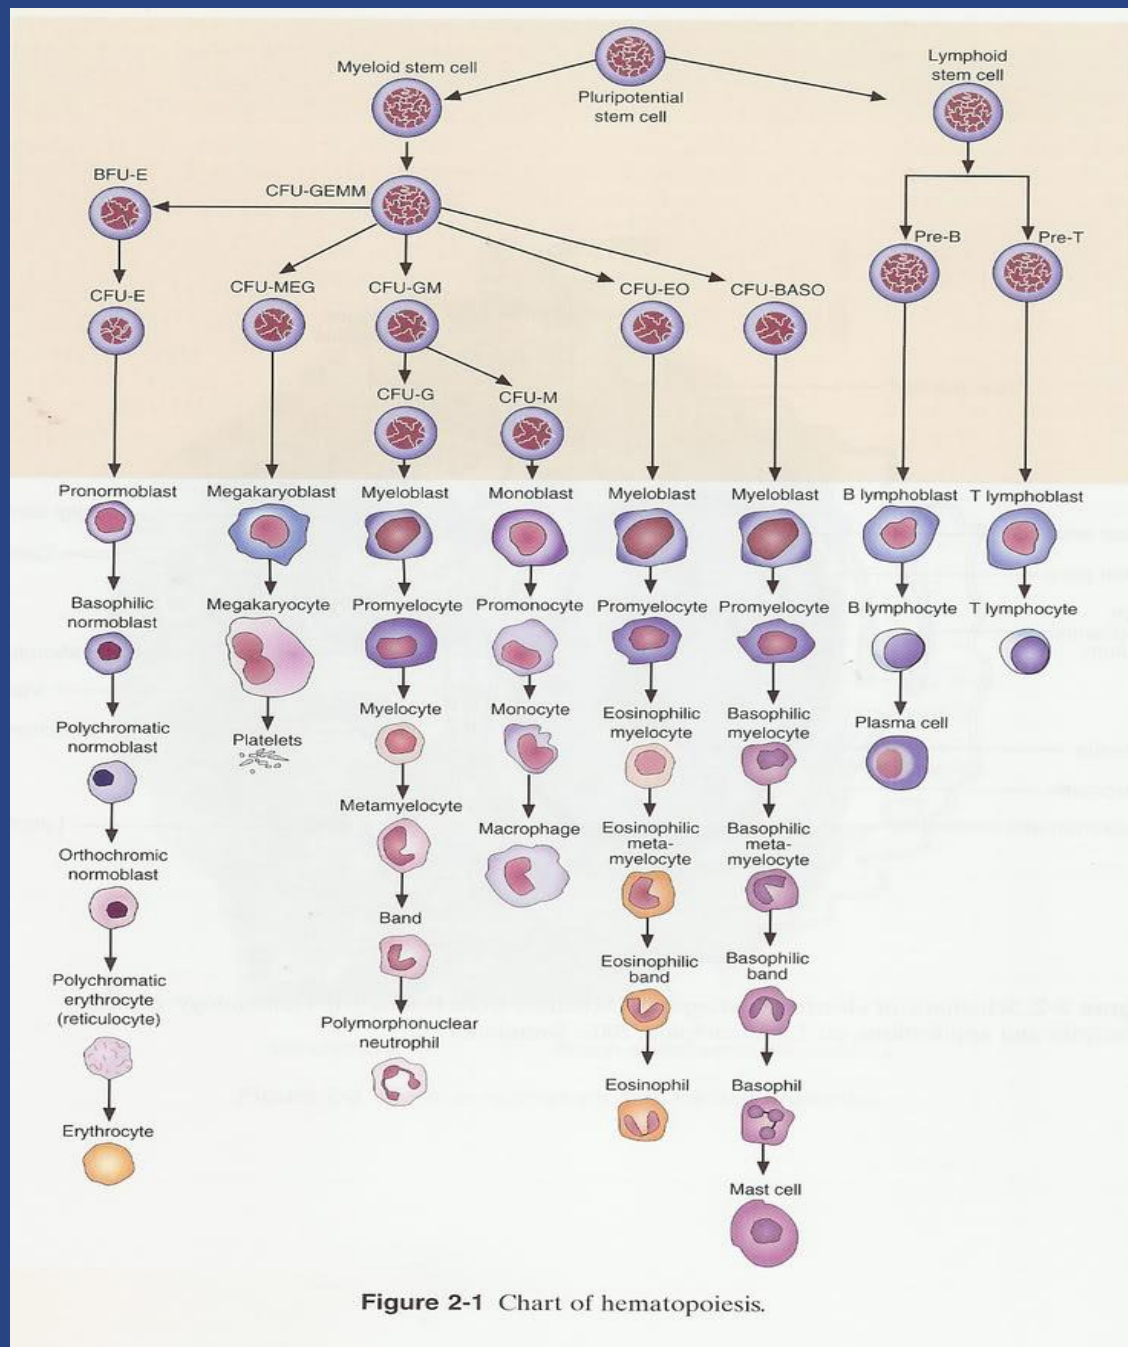 Pluripotential
stem cell
Myeloid stem cell
Lymphoid
stem cell
BFU-E
CFU-GEMM
Pre-B
Pre-T
CFU-E
CFU-MEG
CFU-GM
CFU-EO
CFU-BASO
CFU-G
CFU-M
Pronormoblast
Megakaryoblast
Myeloblast
Monoblast
Myeloblast
Myeloblast
B lymphoblast
T lymphoblast
Basophilic
normoblast
Megakaryocyte
Promyelocyte
Promonocyte
Promyelocyte
Promyelocyte
B lymphocyte
T lymphocyte
Polychromatic
normoblast
Platelets
Myelocyte
Monocyte
Eosinophilic
myelocyte
Basophilic
myelocyte
Plasma cell
Orthochromic
normoblast
Metamyelocyte
Macrophage
Eosinophilic
meta-
myelocyte
Basophilic
meta-
myelocyte
Polychromatic
erythrocyte
(reticulocyte)
Band
Eosinophilic
band
Basophilic
band
Polymorphonuclear
neutrophil
Eosinophil
Basophil
Erythrocyte
Mast cell
Figure 2-1 Chart of hematopoiesis.